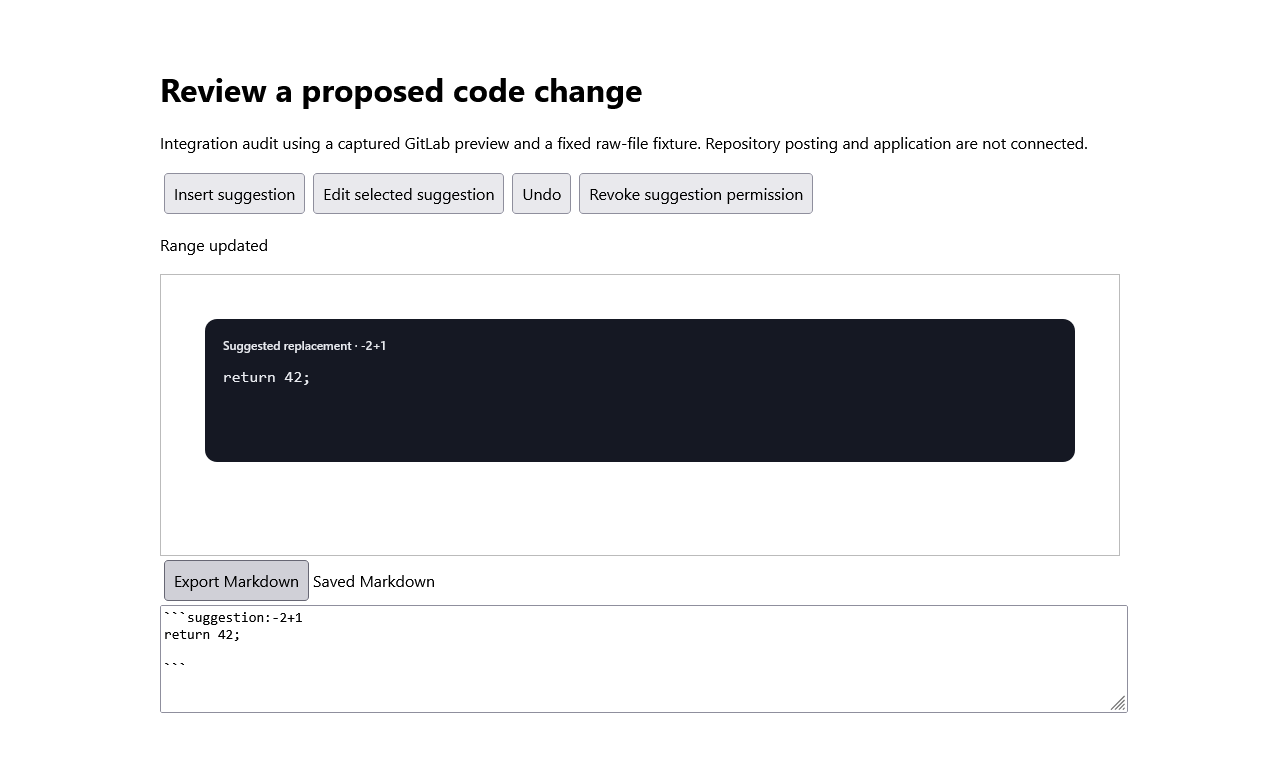 Review a proposed code change
Integration audit using a captured GitLab preview and a fixed raw-file fixture. Repository posting and application are not connected.
Insert suggestion Edit selected suggestion Undo Revoke suggestion permission
Range updated
Suggested replacement · -2+1
return 42;
Export Markdown Saved Markdown
```suggestion:-2+1
return 42;

```